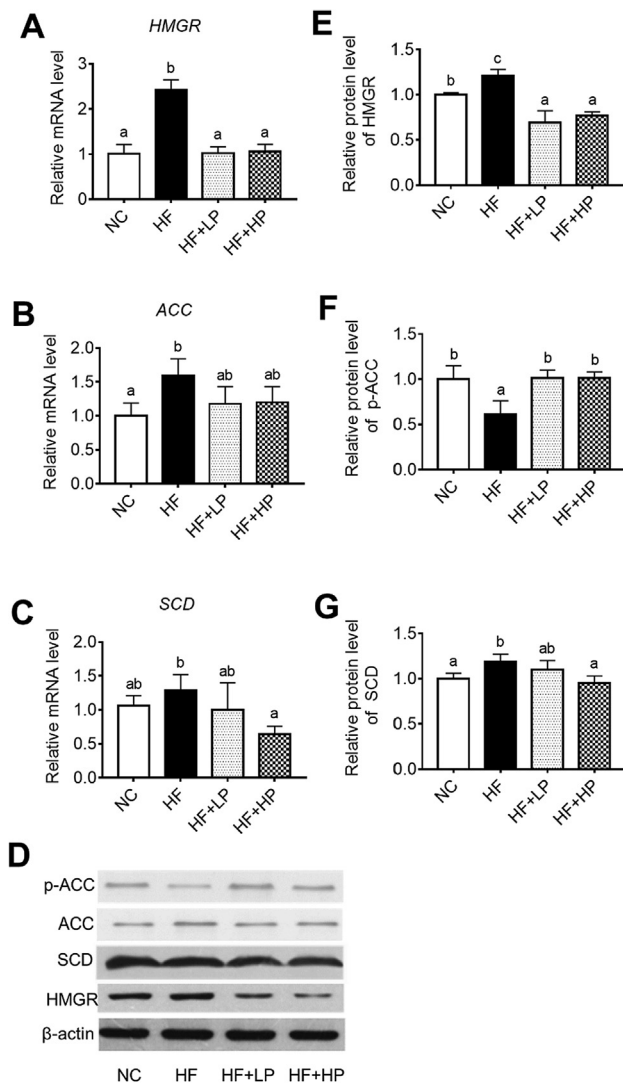 A
HMGR
Relative mRNA level
3
2
1
0
a
b
a
a
NC
HF
HF+LP
HF+HP
E
Relative protein level
of HMGR
1.5
1.0
0.5
0.0
b
c
a
a
NC
HF
HF+LP
HF+HP
B
ACC
Relative mRNA level
2.0
1.5
1.0
0.5
0.0
a
b
ab
ab
NC
HF
HF+LP
HF+HP
F
Relative protein level
of p-ACC
1.5
1.0
0.5
0.0
b
a
b
b
NC
HF
HF+LP
HF+HP
C
SCD
Relative mRNA level
2.0
1.5
1.0
0.5
0.0
ab
b
ab
a
NC
HF
HF+LP
HF+HP
G
Relative protein level
of SCD
1.5
1.0
0.5
0.0
a
b
ab
a
NC
HF
HF+LP
HF+HP
D
p-ACC
ACC
SCD
HMGR
β-actin
NC HF HF+LP HF+HP